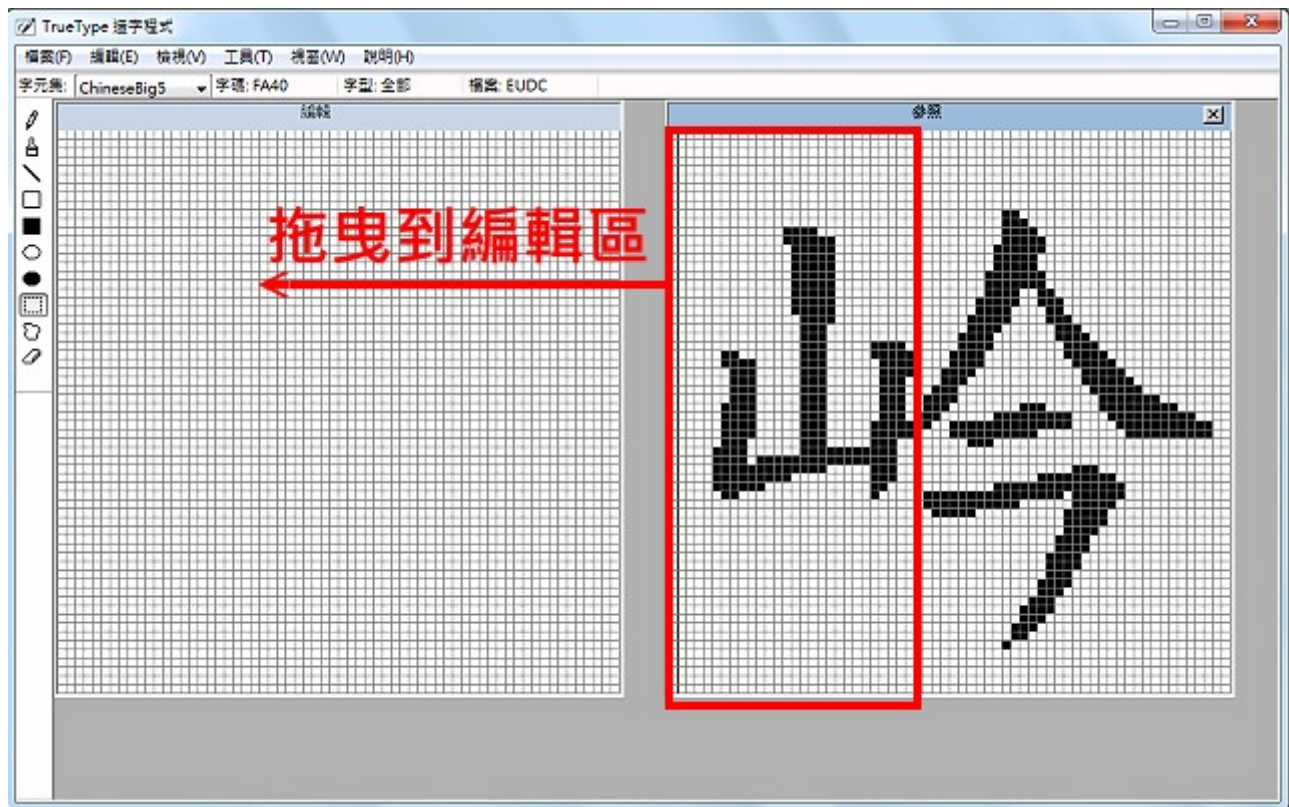 TrueType 造字程式
檔案(F) 編輯(E) 檢視(V) 工具(T) 視窗(W) 說明(H)
字元集: ChineseBig5 字碼: FA40 字型: 全部 檔案: EUDC
編輯
參照
拖曳到編輯區
岭